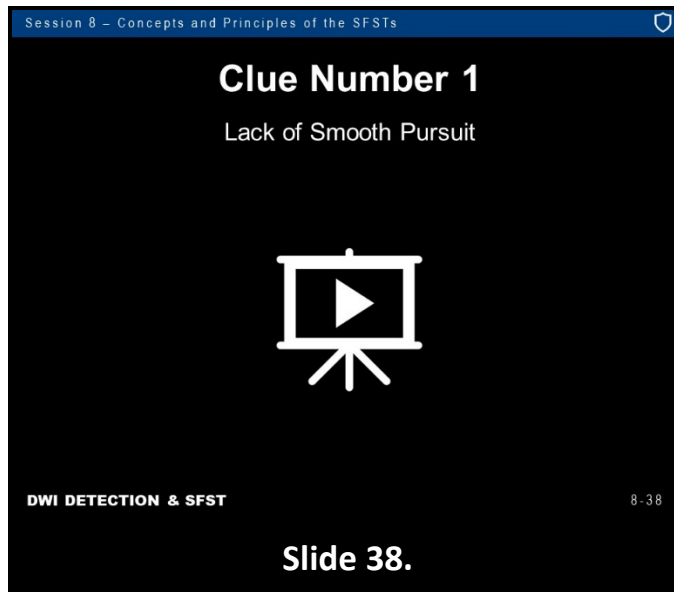 Session 8 – Concepts and Principles of the SFSTs
Clue Number 1
Lack of Smooth Pursuit
DWI DETECTION & SFST
8-38
Slide 38.